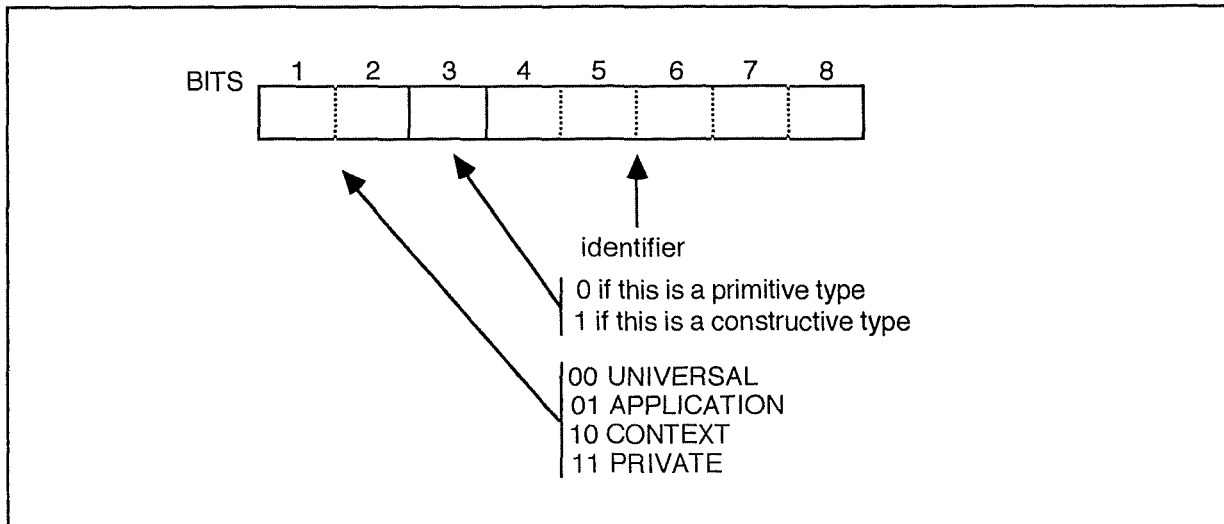 BITS 1 2 3 4 5 6 7 8
identifier
0 if this is a primitive type
1 if this is a constructive type
00 UNIVERSAL
01 APPLICATION
10 CONTEXT
11 PRIVATE